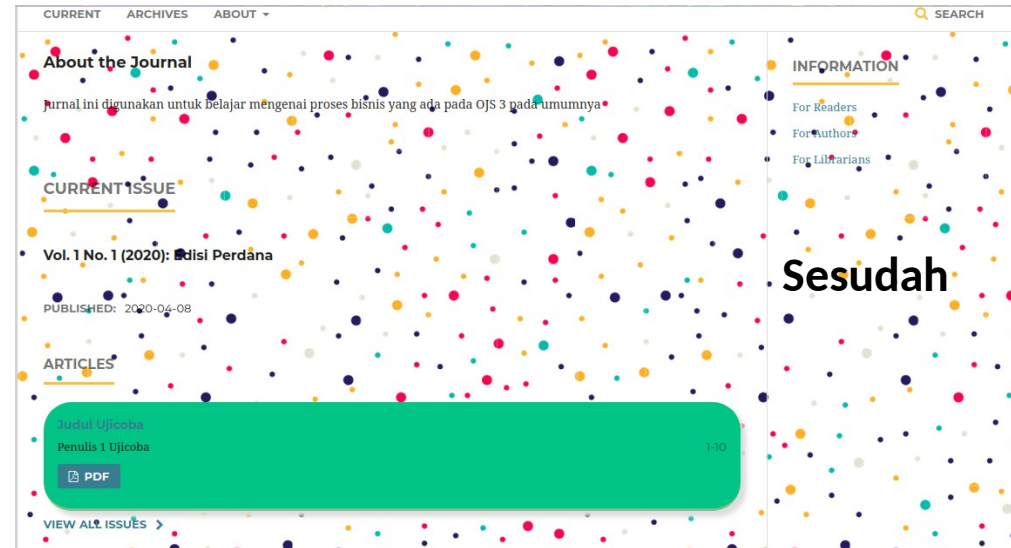 CURRENT ARCHIVES ABOUT
SEARCH
About the Journal
Jurnal ini digunakan untuk belajar mengenai proses bisnis yang ada pada OJS 3 pada umumnya
CURRENT ISSUE
Vol. 1 No. 1 (2020): Edisi Perdana
PUBLISHED: 2020-04-08
ARTICLES
Judul Ujicoba
Penulis 1 Ujicoba 1-10
PDF
VIEW ALL ISSUES
INFORMATION
For Readers
For Authors
For Librarians
Sesudah